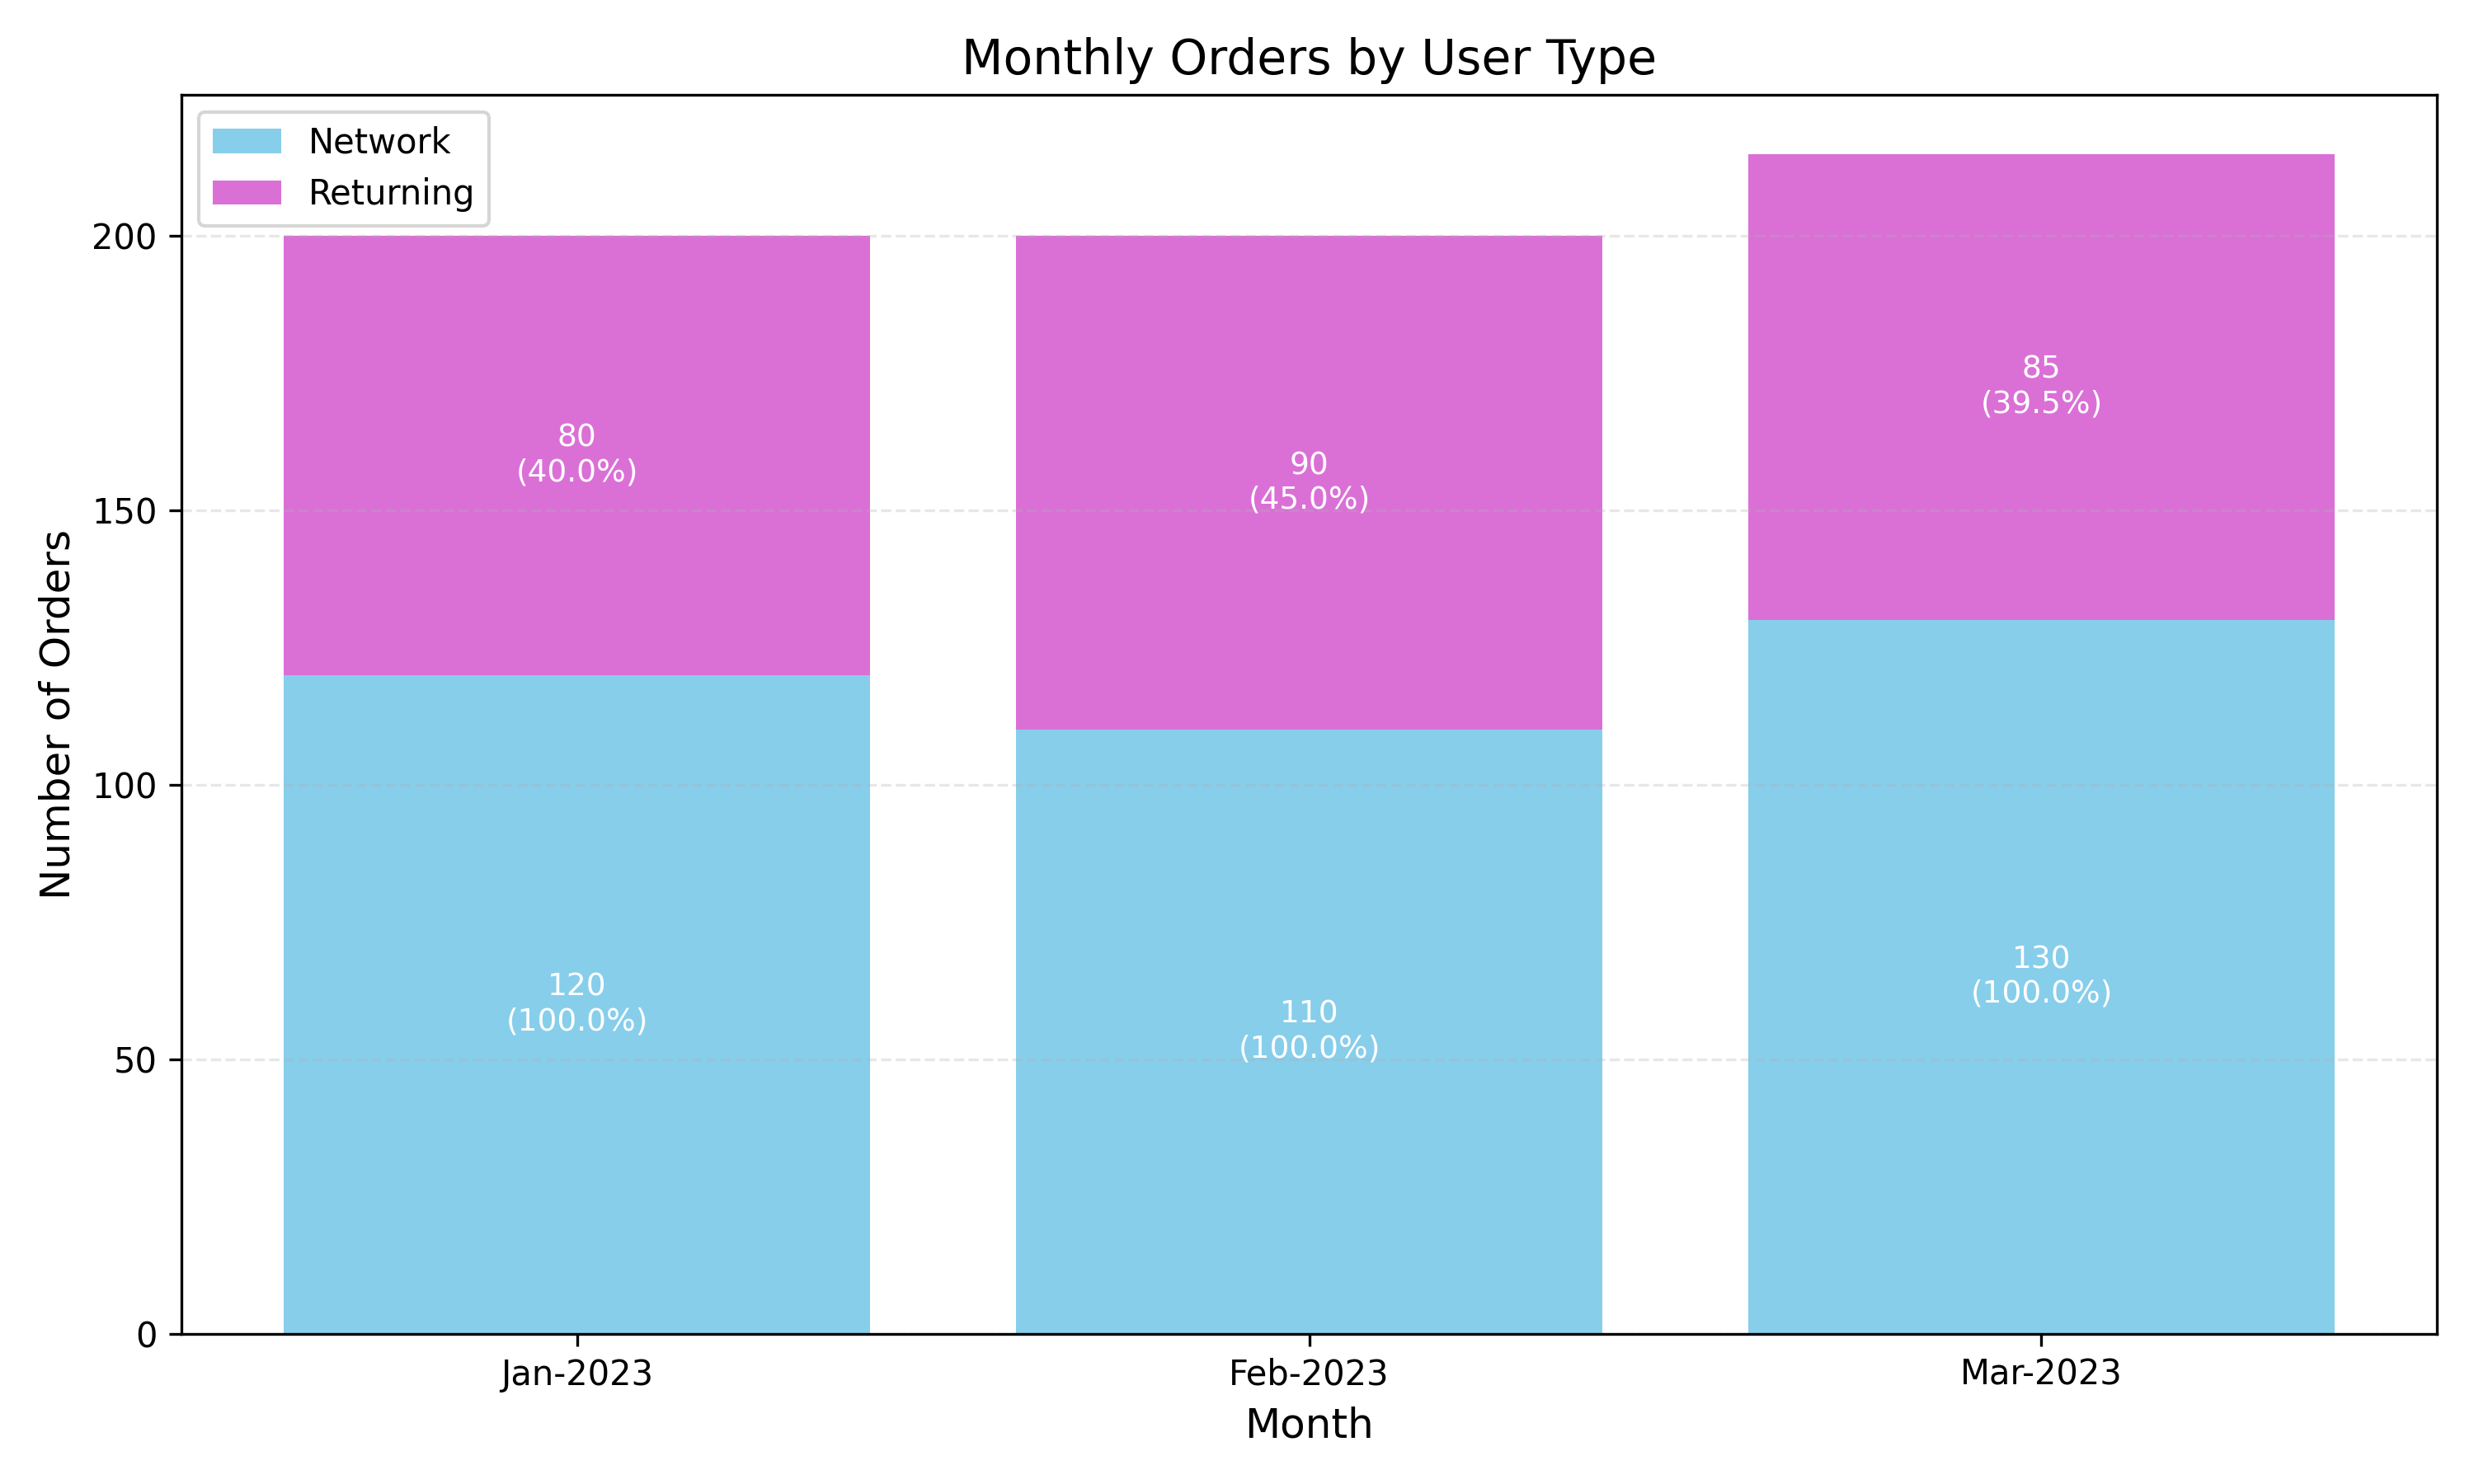 Monthly Orders by User Type
Network
Returning
Number of Orders
200
150
100
50
0
80
(40.0%)
90
(45.0%)
85
(39.5%)
120
(100.0%)
110
(100.0%)
130
(100.0%)
Jan-2023
Feb-2023
Mar-2023
Month